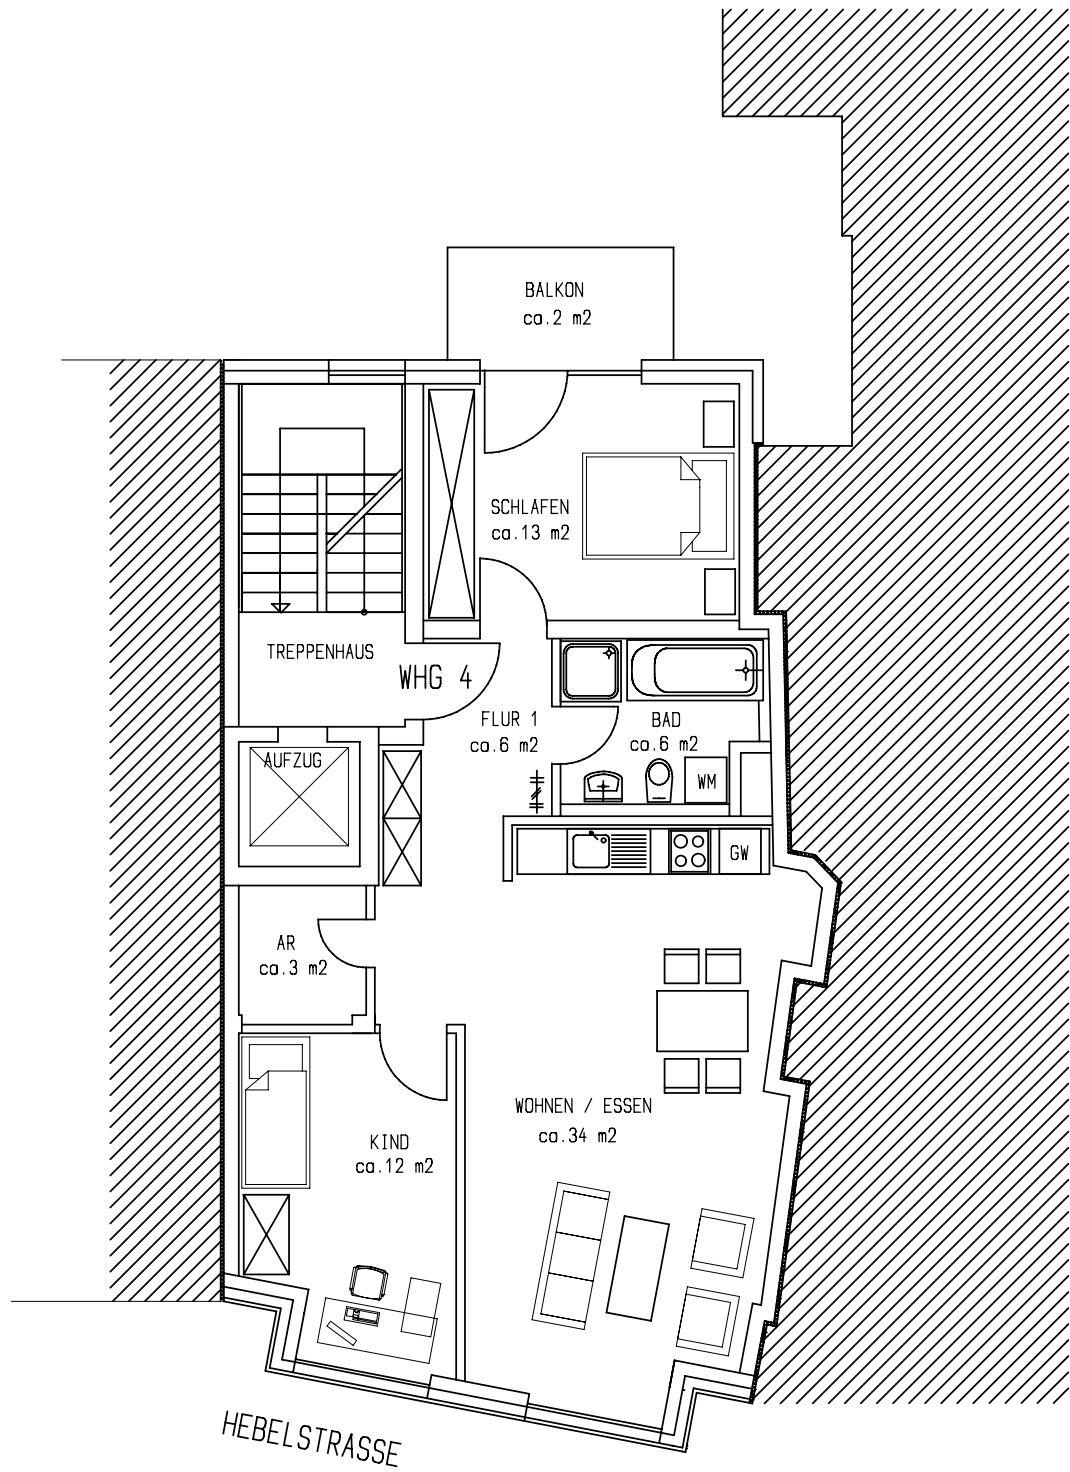 BALKON
ca.2 m2
SCHLAFEN
ca.13 m2
TREPPENHAUS
WHG 4
FLUR 1
ca.6 m2
BAD
ca.6 m2
AUFZUG
WM
GW
AR
ca.3 m2
WOHNEN / ESSEN
ca.34 m2
KIND
ca.12 m2
HEBELSTRASSE